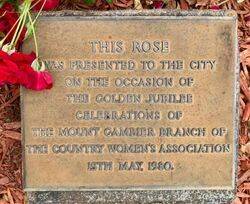 THIS ROSE
WAS PRESENTED TO THE CITY
ON THE OCCASION OF
THE GOLDEN JUBILEE
CELEBRATIONS OF
THE MOUNT GAMBIER BRANCH OF
THE COUNTRY WOMEN'S ASSOCIATION
MAY, 1980.